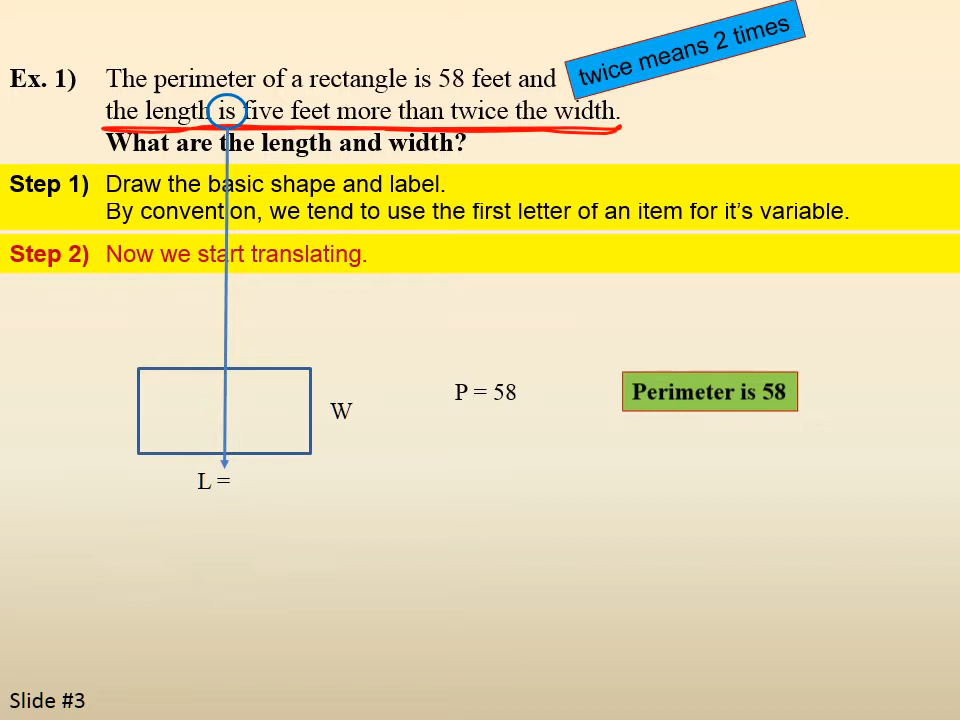 twice means 2 times
Ex. 1) The perimeter of a rectangle is 58 feet and
the length is five feet more than twice the width.
What are the length and width?
Step 1) Draw the basic shape and label.
By convention, we tend to use the first letter of an item for it’s variable.
Step 2) Now we start translating.
P = 58
Perimeter is 58
W
L =
Slide #3